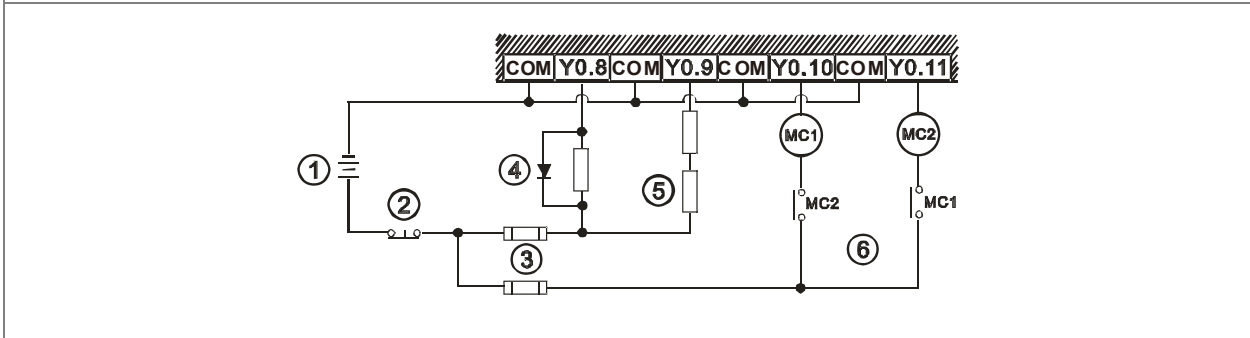 COM Y0.8 COM Y0.9 COM Y0.10 COM Y0.11
MC1 MC2
① ④ ⑤
② MC2 MC1
③ ⑥